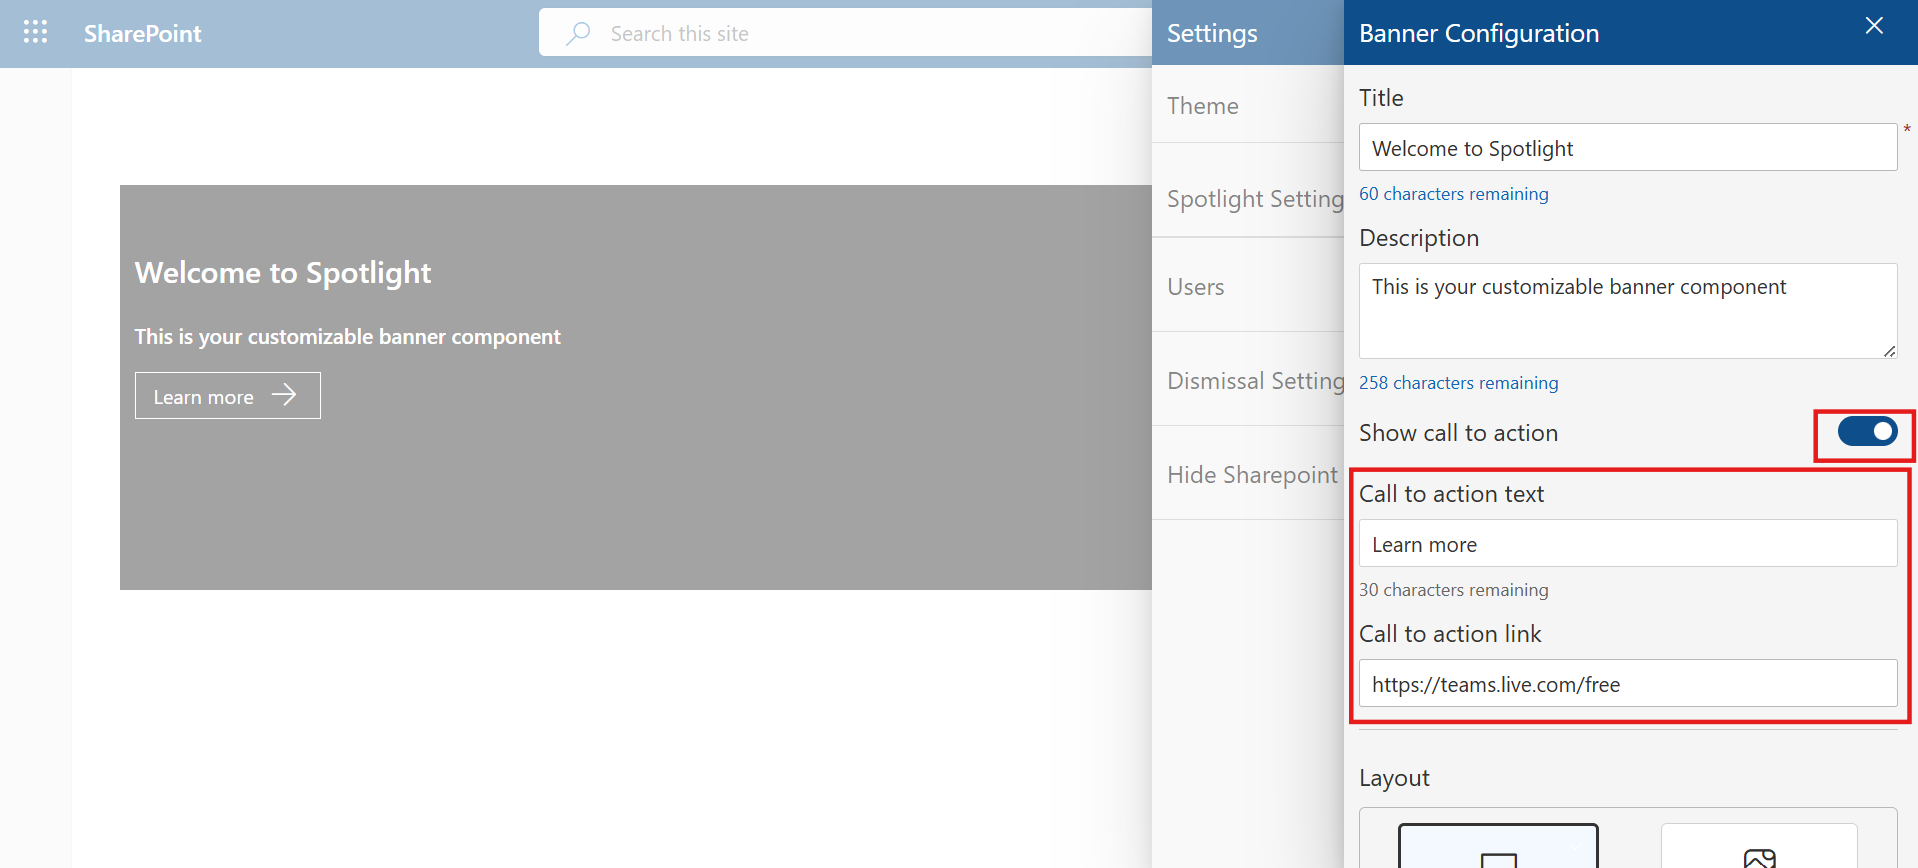 SharePoint
Search this site
Settings
Banner Configuration
Theme
Spotlight Setting
Users
Dismissal Setting
Hide Sharepoint
Welcome to Spotlight
This is your customizable banner component
Learn more
Title
Welcome to Spotlight
*
60 characters remaining
Description
This is your customizable banner component
258 characters remaining
Show call to action
Call to action text
Learn more
30 characters remaining
Call to action link
https://teams.live.com/free
Layout